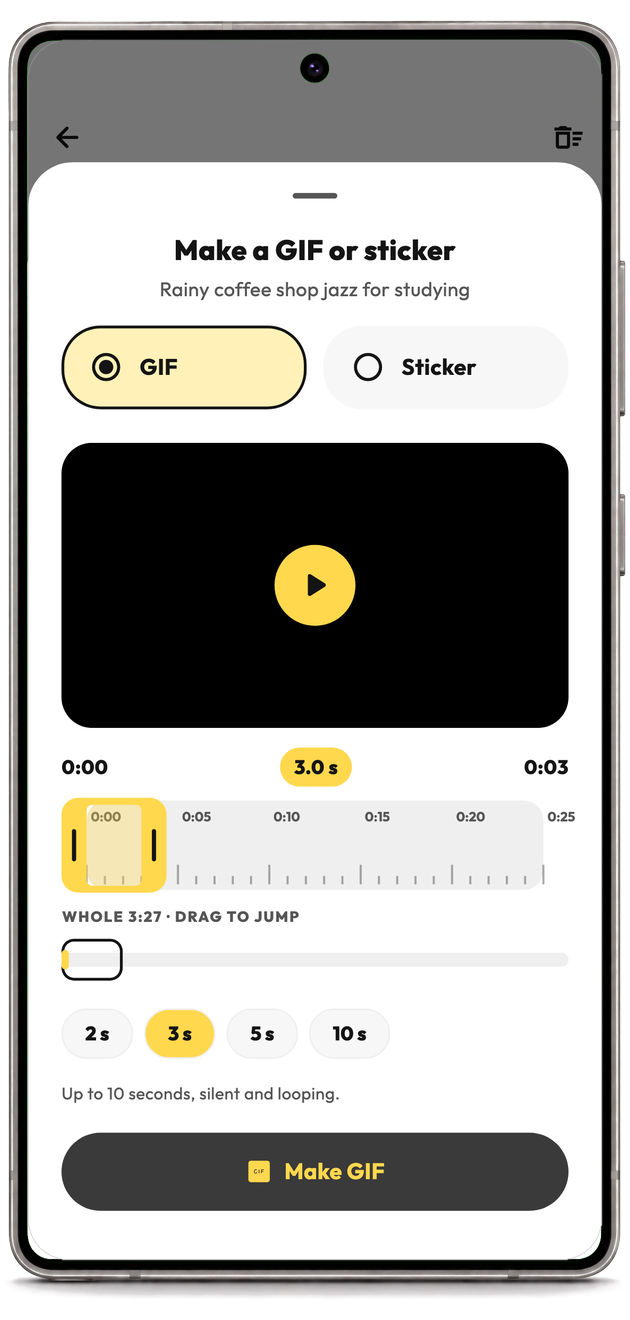 Make a GIF or sticker
Rainy coffee shop jazz for studying
GIF Sticker
0:00 3.0 s 0:03
0:00 0:05 0:10 0:15 0:20 0:25
WHOLE 3:27 · DRAG TO JUMP
2 s 3 s 5 s 10 s
Up to 10 seconds, silent and looping.
GIF Make GIF